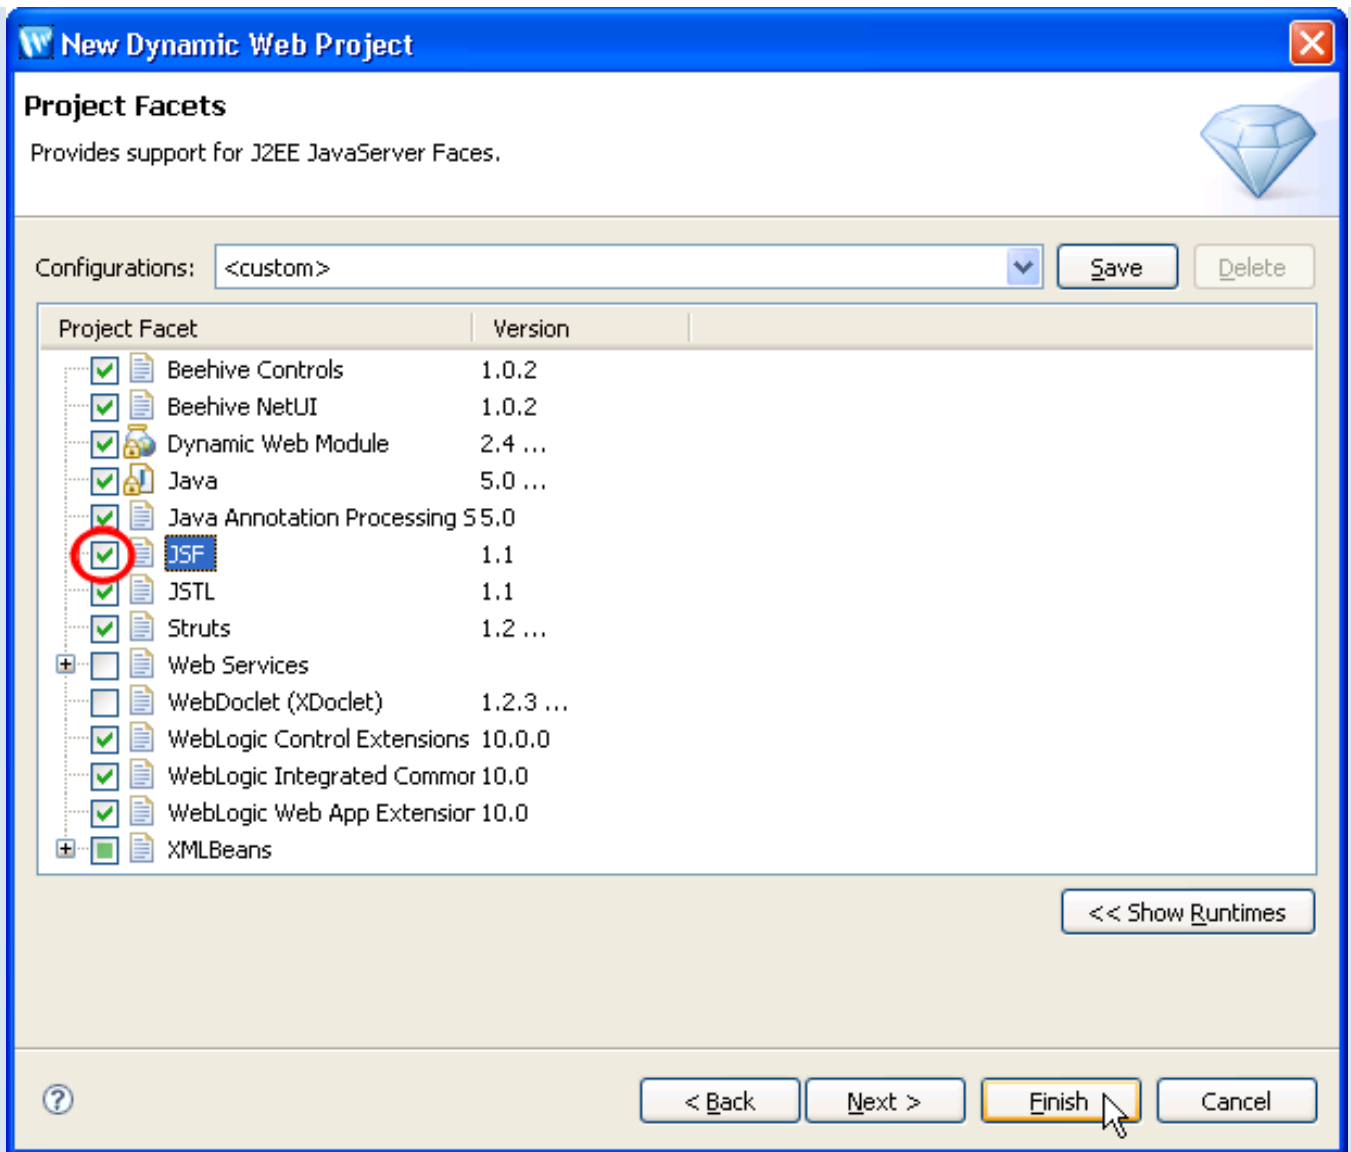 New Dynamic Web Project
Project Facets
Provides support for J2EE JavaServer Faces.
Configurations: <custom> Save Delete
Project Facet Version
Beehive Controls 1.0.2
Beehive NetUI 1.0.2
Dynamic Web Module 2.4 ...
Java 5.0 ...
Java Annotation Processing S 5.0
JSF 1.1
JSTL 1.1
Struts 1.2 ...
Web Services
WebDoclet (XDoclet) 1.2.3 ...
WebLogic Control Extensions 10.0.0
WebLogic Integrated Commor 10.0
WebLogic Web App Extensior 10.0
XMLBeans
<< Show Runtimes
? < Back Next > Finish Cancel